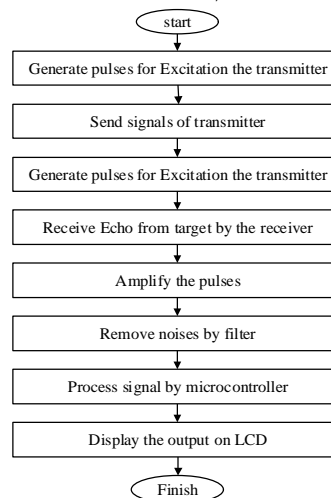 start
Generate pulses for Excitation the transmitter
Send signals of transmitter
Generate pulses for Excitation the transmitter
Receive Echo from target by the receiver
Amplify the pulses
Remove noises by filter
Process signal by microcontroller
Display the output on LCD
Finish